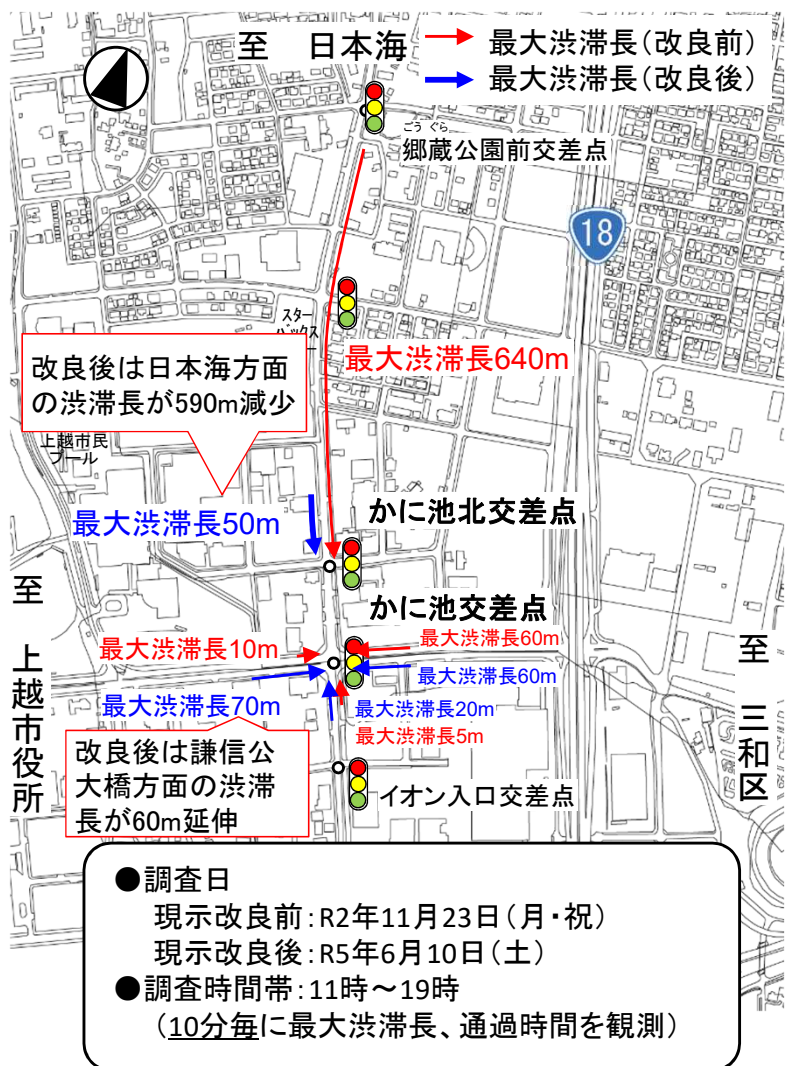 至 日本海
最大渋滞長(改良前)
最大渋滞長(改良後)
ごう ぐら
郷蔵公園前交差点
18
スター
バックス
最大渋滞長640m
改良後は日本海方面
の渋滞長が590m減少
上越市民
プール
最大渋滞長50m
かに池北交差点
かに池交差点
至 上越市役所
最大渋滞長10m
最大渋滞長60m
至 三和区
最大渋滞長70m
最大渋滞長60m
最大渋滞長20m
最大渋滞長5m
改良後は謙信公
大橋方面の渋滞
長が60m延伸
イオン入口交差点
●調査日
現示改良前:R2年11月23日(月・祝)
現示改良後:R5年6月10日(土)
●調査時間帯:11時~19時
(10分毎に最大渋滞長、通過時間を観測)